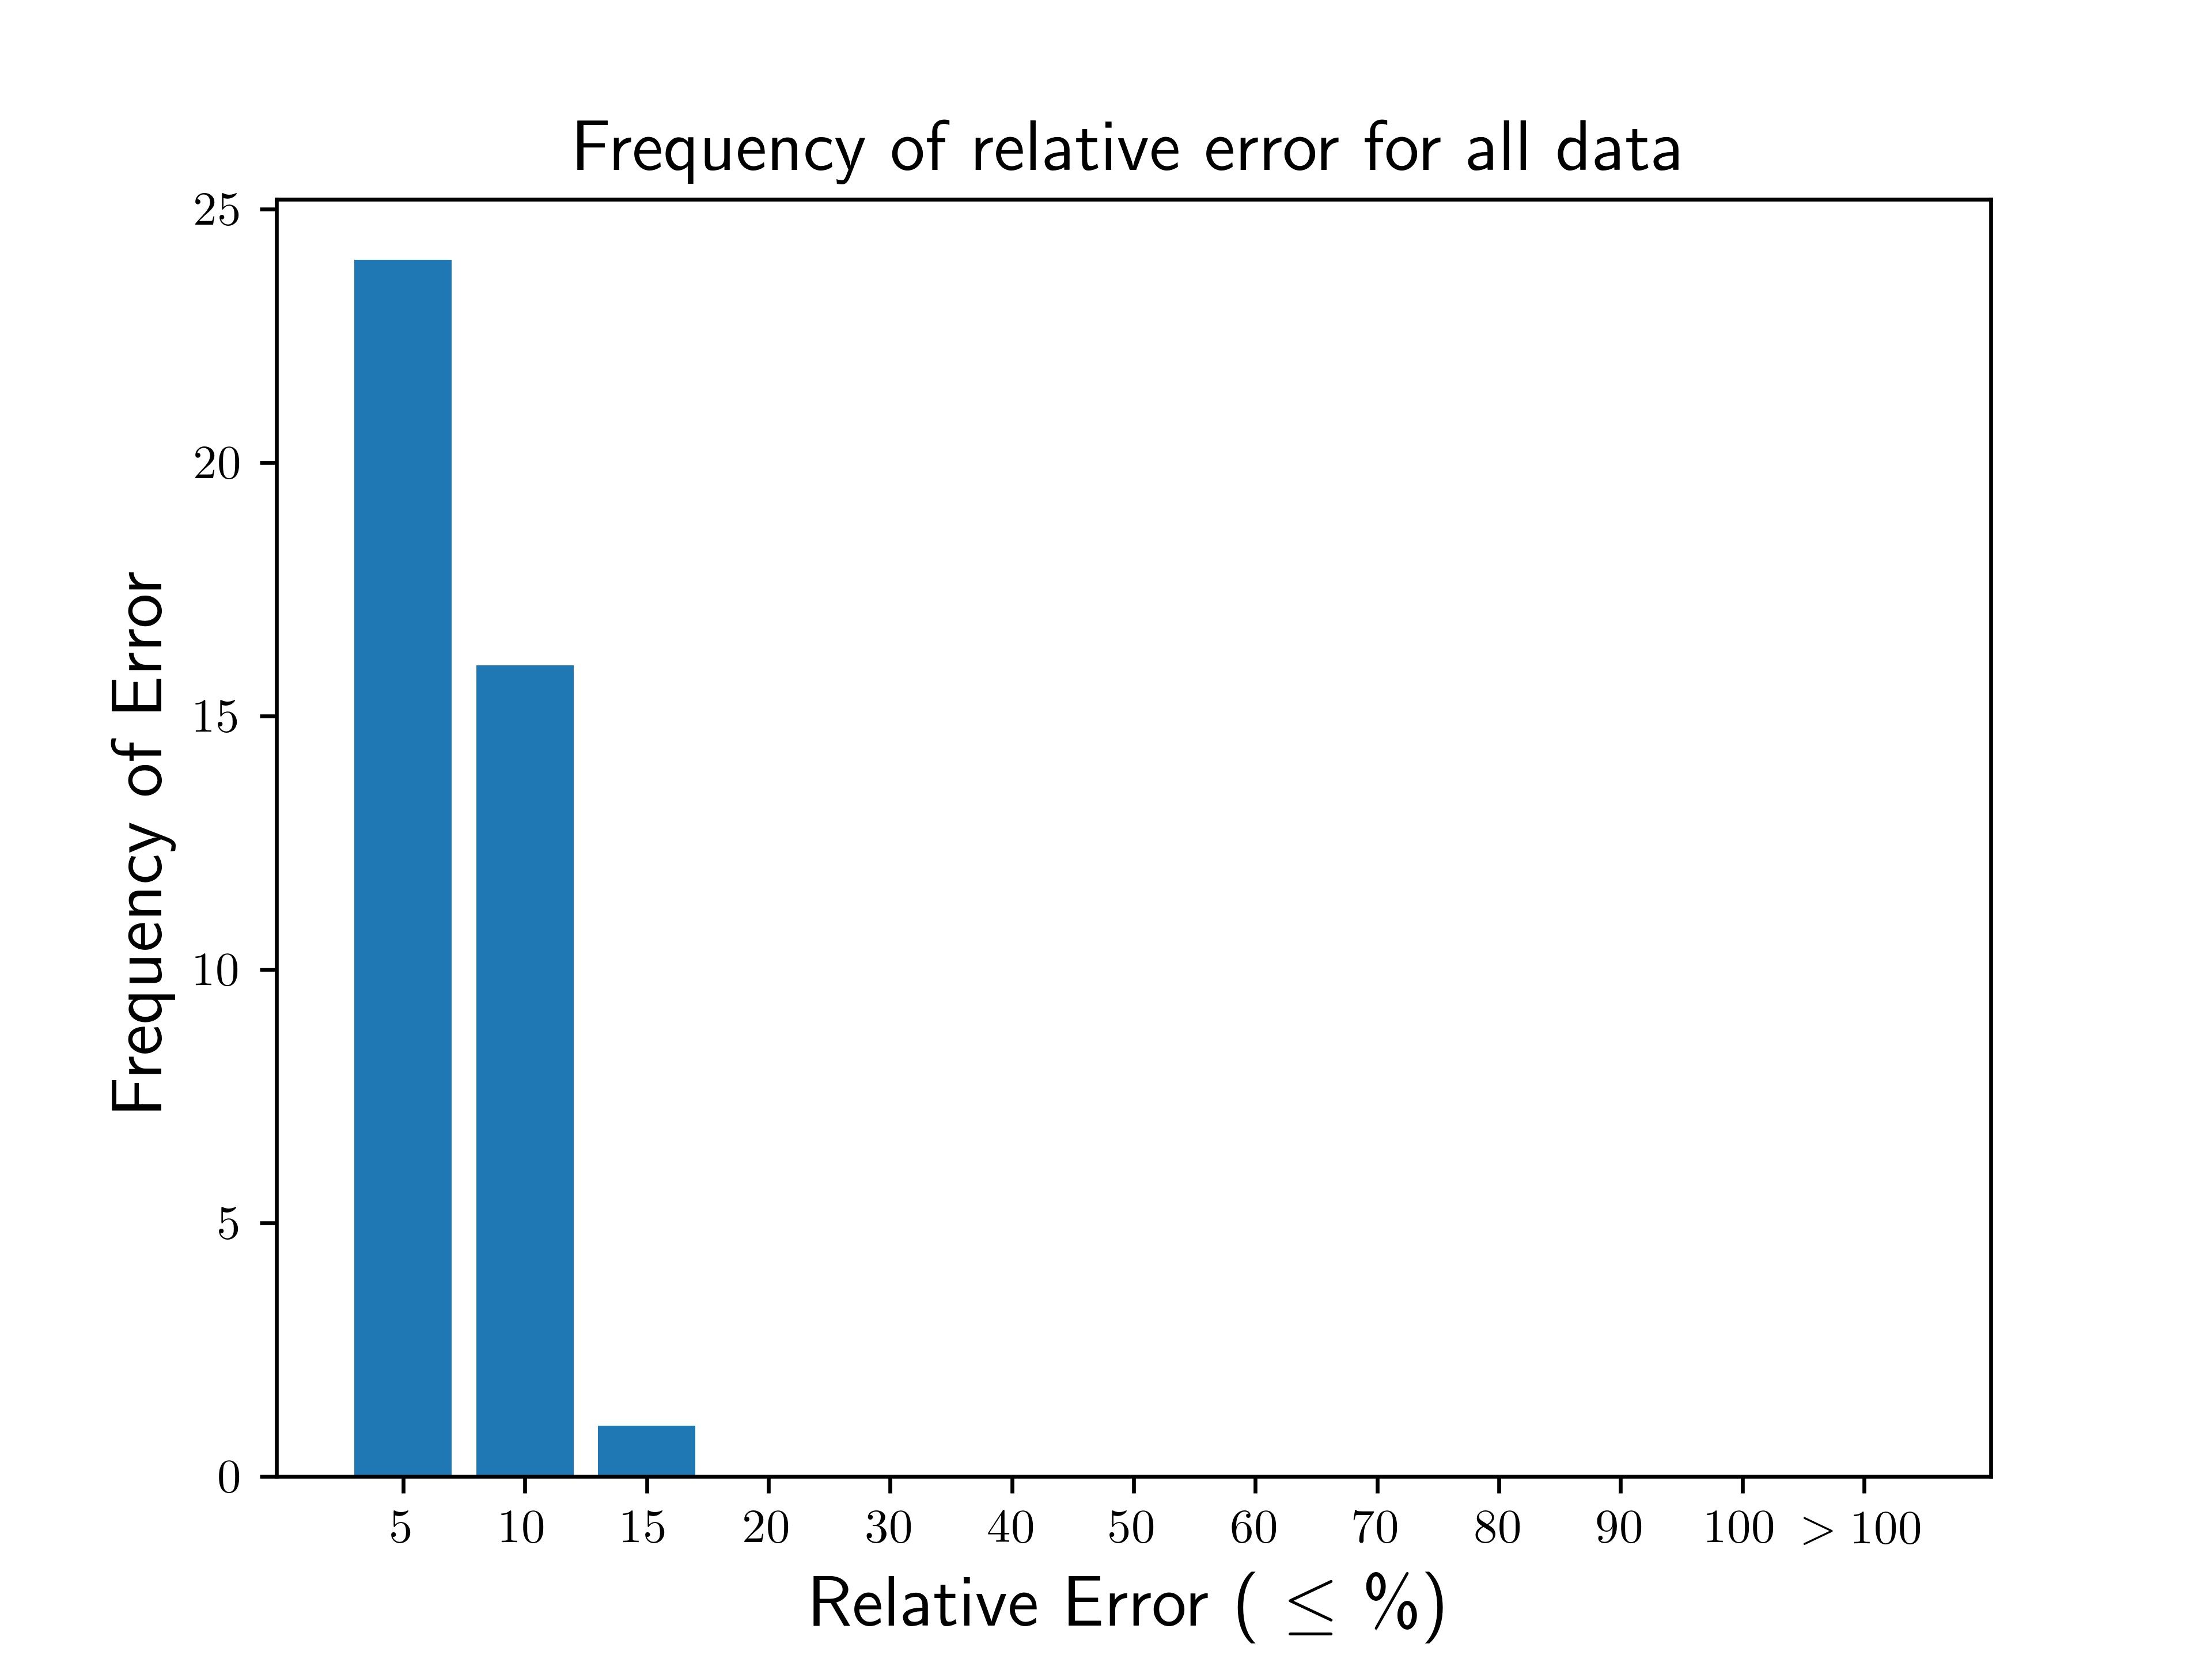 Frequency of relative error for all data
25
20
15
10
5
0
Frequency of Error
5 10 15 20 30 40 50 60 70 80 90 100 > 100
Relative Error ( ≤ %)